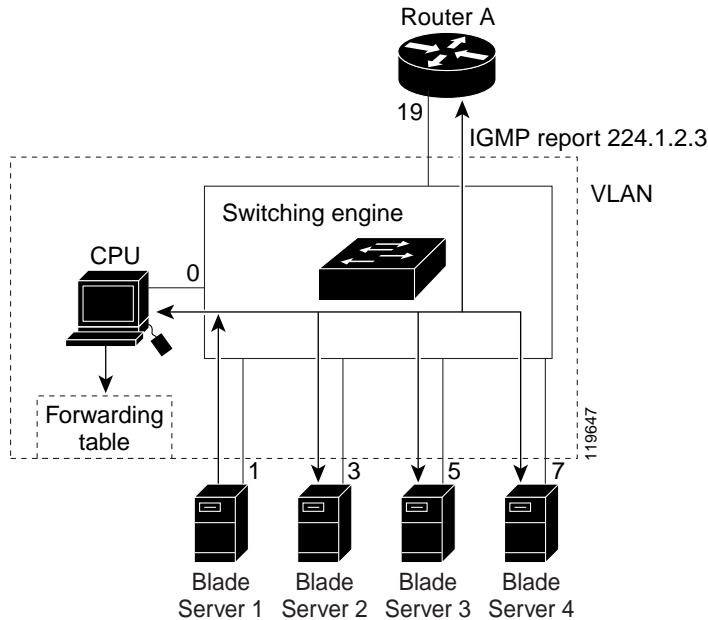 Router A
19
IGMP report 224.1.2.3
VLAN
Switching engine
CPU
0
Forwarding
table
119647
1
3
5
7
Blade
Server 1
Blade
Server 2
Blade
Server 3
Blade
Server 4